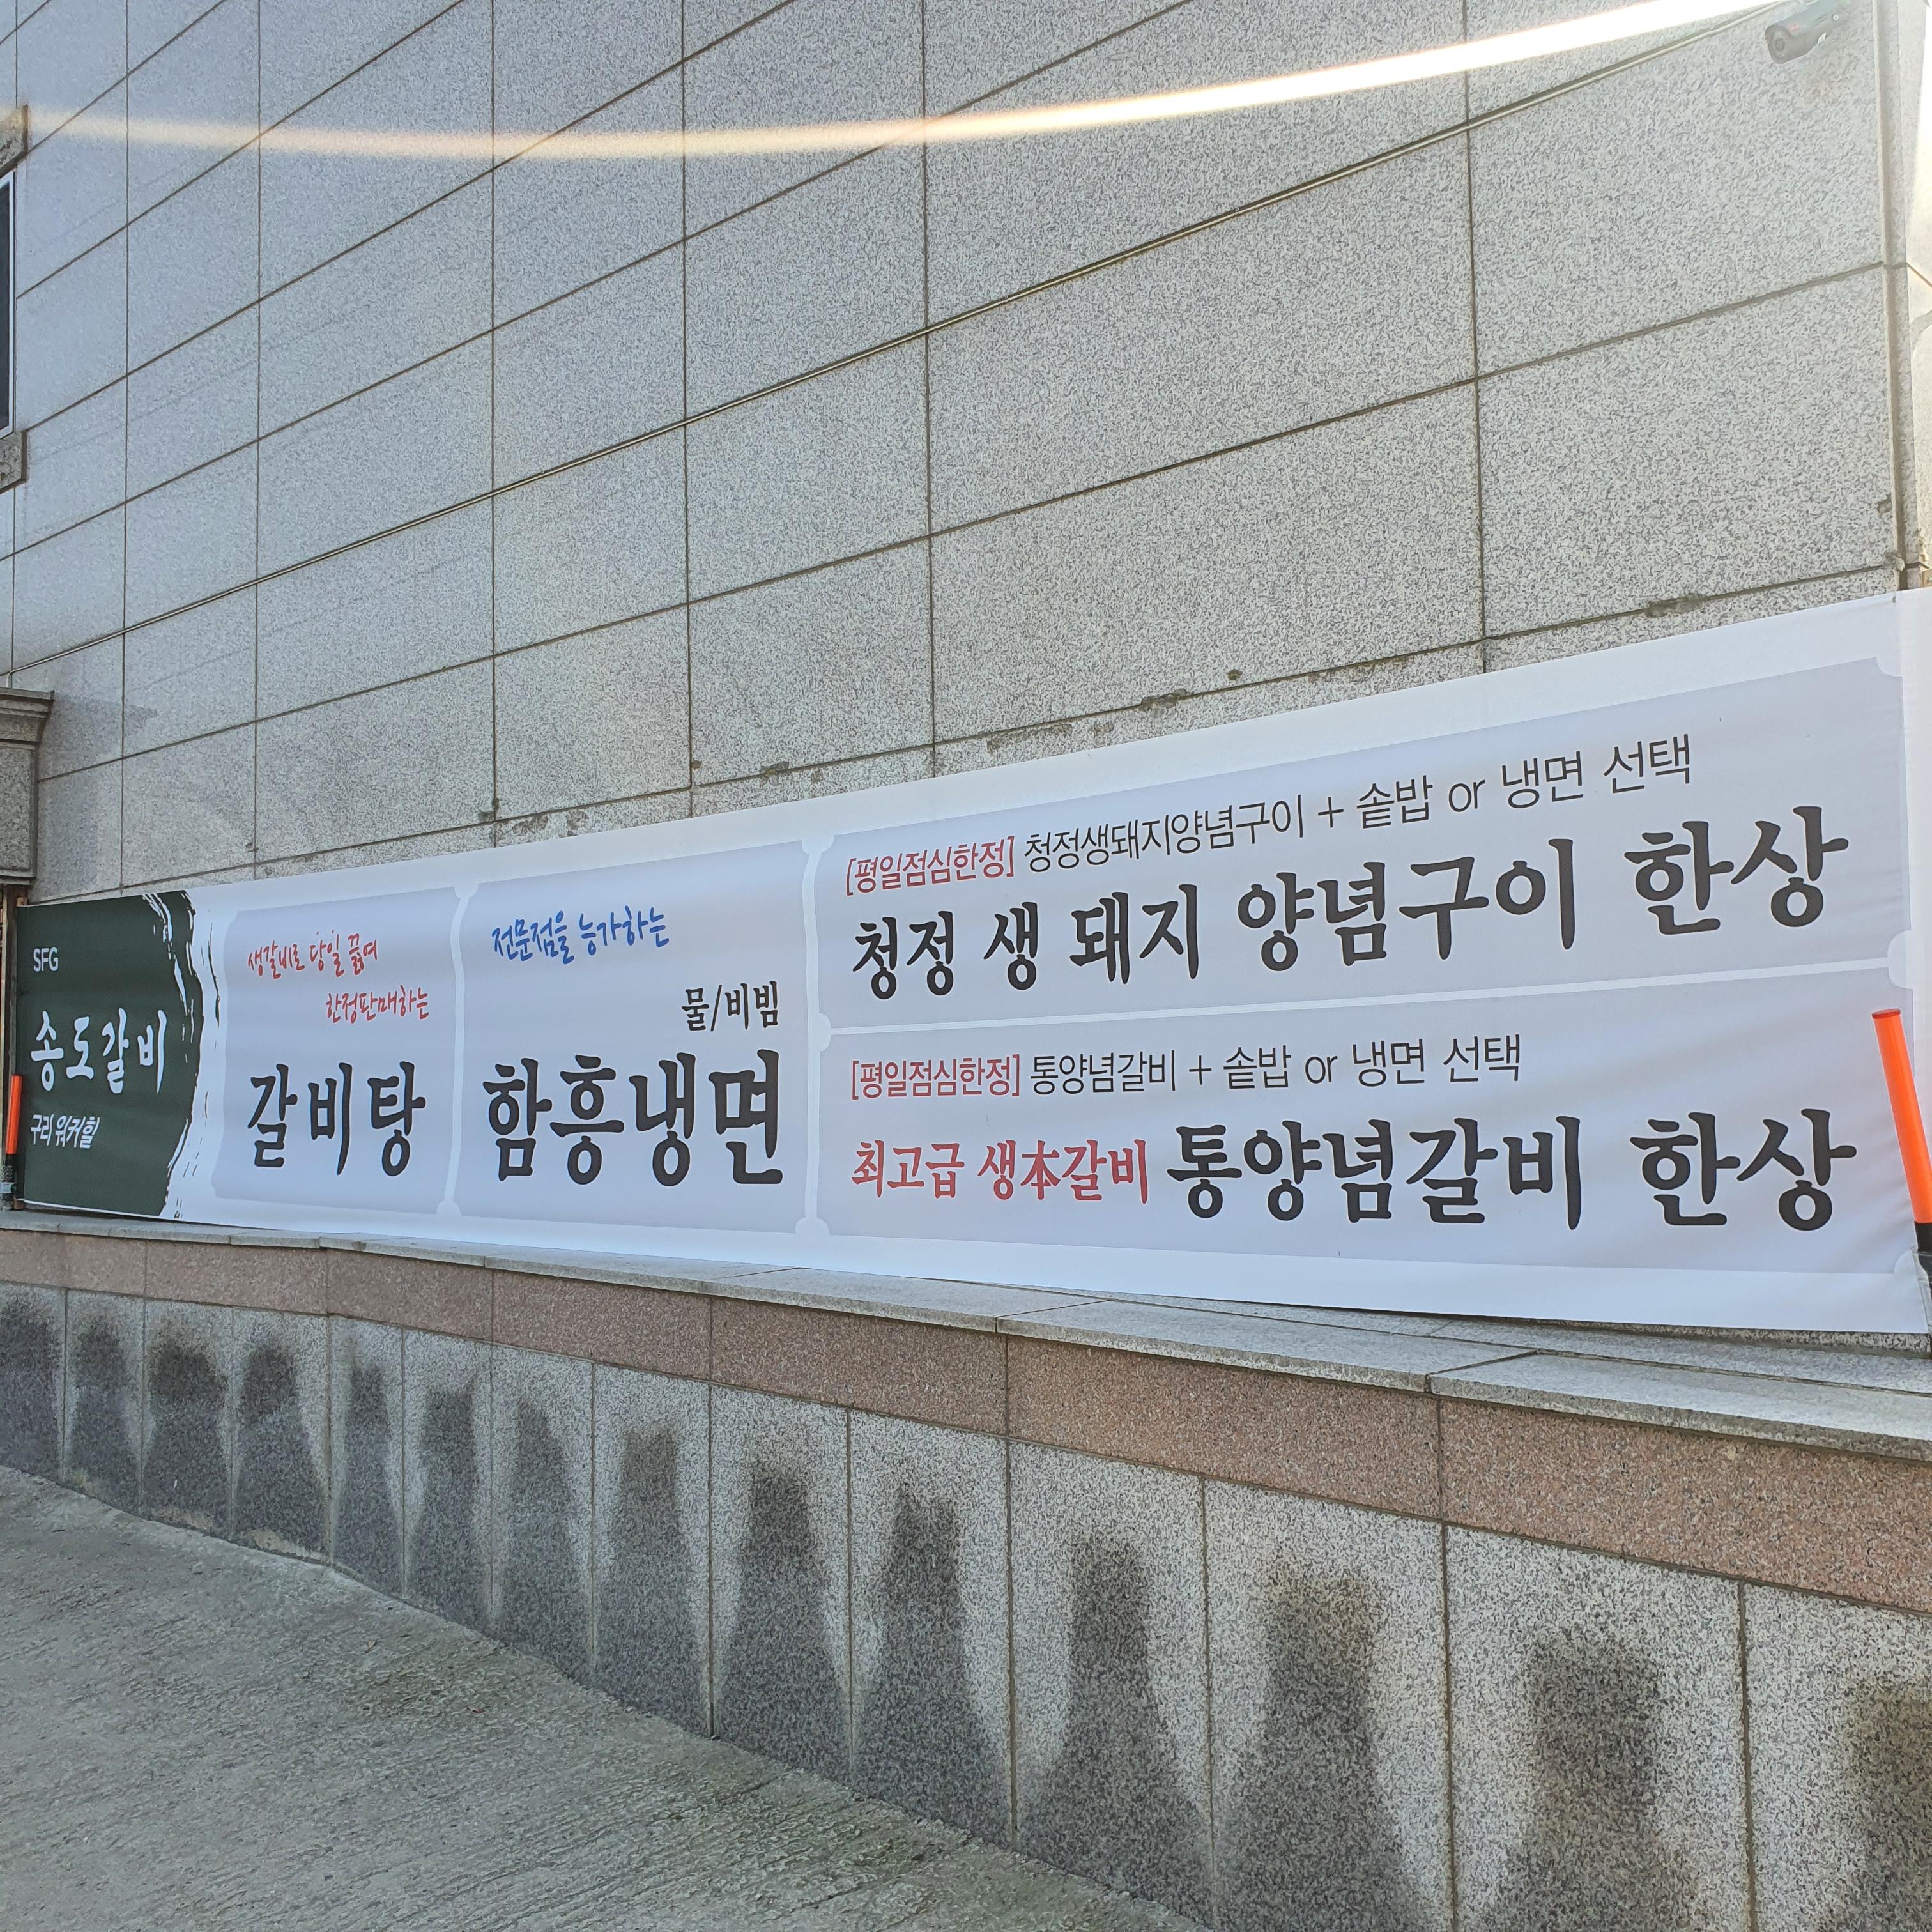 SFG
송도갈비
구리 워커힐
생갈비로 당일 끓여
한정판매하는
갈비탕
전문점을 능가하는
물/비빔
함흥냉면
[평일점심한정] 청정생돼지양념구이 + 솥밥 or 냉면 선택
청정 생 돼지 양념구이 한상
[평일점심한정] 통양념갈비 + 솥밥 or 냉면 선택
최고급 생本갈비 통양념갈비 한상